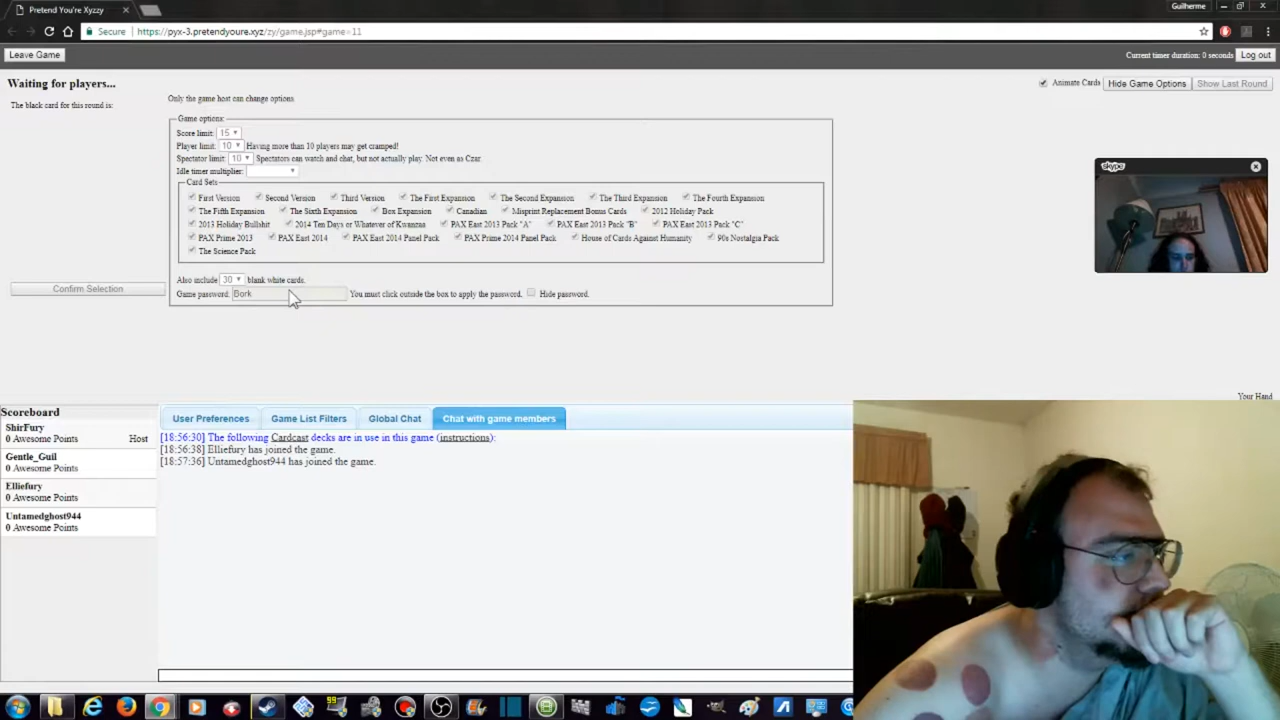 Pretend You're Xyzzy
Guilherme
Secure https://pyx-3.pretendyoure.xyz/zy/game.jsp#game=11
Leave Game
Current timer duration: 0 seconds Log out
Waiting for players...
Animate Cards Hide Game Options Show Last Round
The black card for this round is:
Only the game host can change options.
Game options:
Score limit: 15
Player limit: 10 Having more than 10 players may get cramped!
Spectator limit: 10 Spectators can watch and chat, but not actually play. Not even as Czar.
Idle timer multiplier:
Card Sets
First Version Second Version Third Version The First Expansion The Second Expansion The Third Expansion The Fourth Expansion
The Fifth Expansion The Sixth Expansion Box Expansion Canadian Misprint Replacement Bonus Cards 2012 Holiday Pack
2013 Holiday Bullshit 2014 Ten Days or Whatever of Kwanzaa PAX East 2013 Pack "A" PAX East 2013 Pack "B" PAX East 2013 Pack "C"
PAX Prime 2013 PAX East 2014 PAX East 2014 Panel Pack PAX Prime 2014 Panel Pack House of Cards Against Humanity 90s Nostalgia Pack
The Science Pack
Also include 30 blank white cards.
Game password: Bork You must click outside the box to apply the password. Hide password.
Confirm Selection
skype
Your Hand
Scoreboard
ShirFury
0 Awesome Points Host
Gentle_Guil
0 Awesome Points
Elliefury
0 Awesome Points
Untamedghost944
0 Awesome Points
User Preferences Game List Filters Global Chat Chat with game members
[18:56:30] The following Cardcast decks are in use in this game (instructions):
[18:56:38] Elliefury has joined the game.
[18:57:36] Untamedghost944 has joined the game.
99